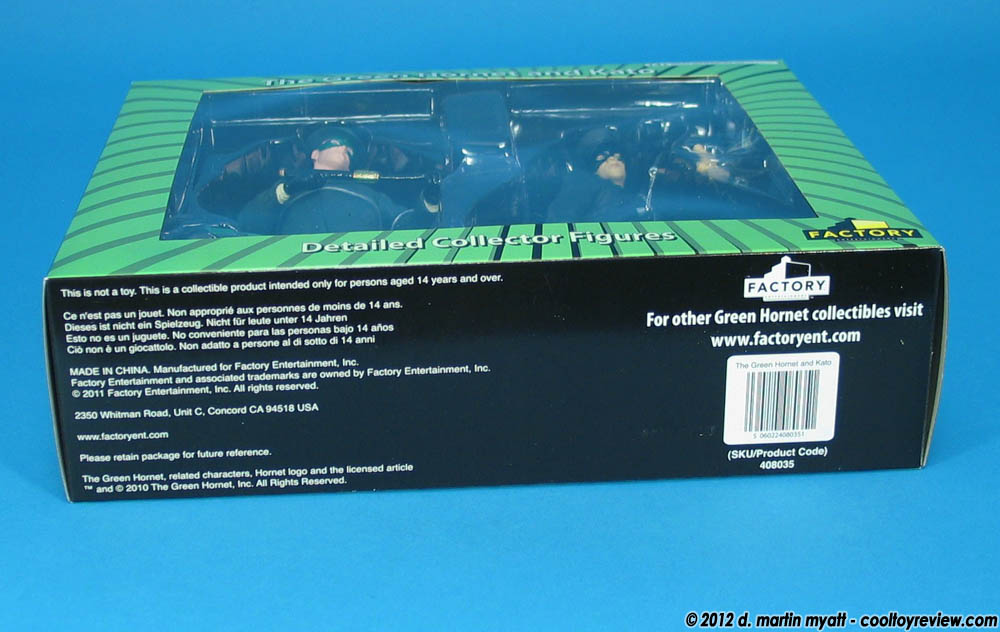 The Green Hornet and Kato
Detailed Collector Figures
FACTORY
ENTERTAINMENT
This is not a toy. This is a collectible product intended only for persons aged 14 years and over.
Ce n'est pas un jouet. Non approprié aux personnes de moins de 14 ans.
Dieses ist nicht ein Spielzeug. Nicht für leute unter 14 Jahren
Esto no es un juguete. No conveniente para las personas bajo 14 años
Ciò non è un giocattolo. Non adatto a persone al di sotto di 14 anni
MADE IN CHINA. Manufactured for Factory Entertainment, Inc.
Factory Entertainment and associated trademarks are owned by Factory Entertainment, Inc.
© 2011 Factory Entertainment, Inc. All rights reserved.
2350 Whitman Road, Unit C, Concord CA 94518 USA
www.factoryent.com
Please retain package for future reference.
The Green Hornet, related characters, Hornet logo and the licensed article
™ and © 2010 The Green Hornet, Inc. All Rights Reserved.
FACTORY
ENTERTAINMENT
For other Green Hornet collectibles visit
www.factoryent.com
The Green Hornet and Kato
5 060224 080351
(SKU/Product Code)
408035
© 2012 d. martin myatt - cooltoyreview.com